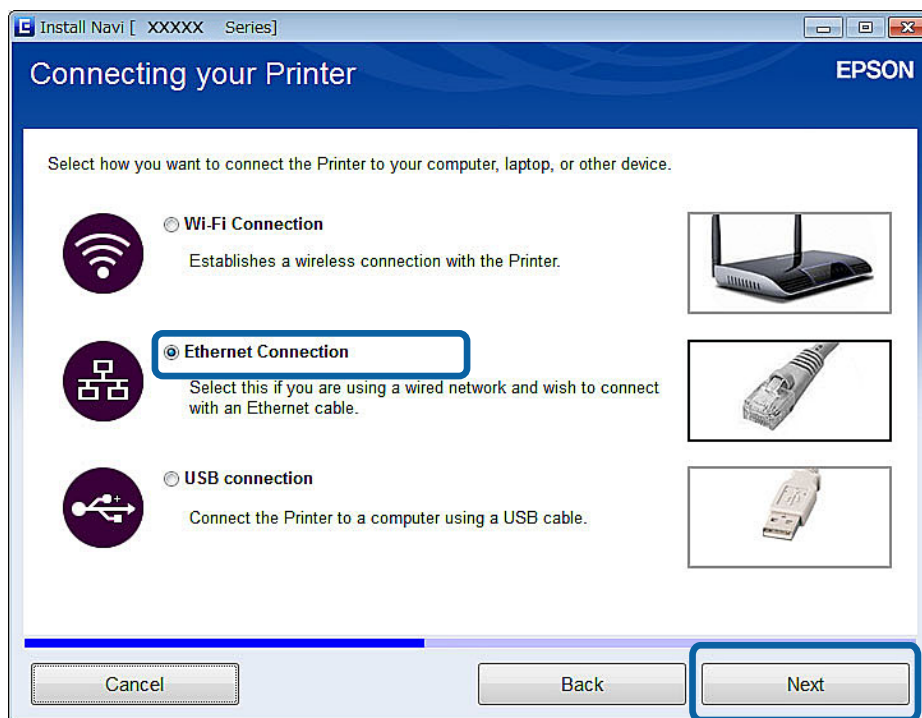 Install Navi [ XXXXX Series]
Connecting your Printer
EPSON
Select how you want to connect the Printer to your computer, laptop, or other device.
Wi-Fi Connection
Establishes a wireless connection with the Printer.
Ethernet Connection
Select this if you are using a wired network and wish to connect
with an Ethernet cable.
USB connection
Connect the Printer to a computer using a USB cable.
Cancel
Back
Next